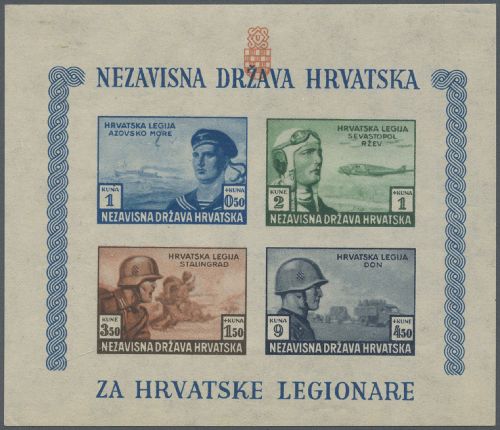 NEZAVISNA DRŽAVA HRVATSKA
HRVATSKA LEGIJA
AZOVSKO MORE
KUNA
1
+KUNA
0.50
NEZAVISNA DRŽAVA HRVATSKA
HRVATSKA LEGIJA
SEVASTOPOL
RŽEV
KUNE
2
+KUNA
1
NEZAVISNA DRŽAVA HRVATSKA
HRVATSKA LEGIJA
STALINGRAD
KUNE
3.50
+KUNA
1.50
NEZAVISNA DRŽAVA HRVATSKA
HRVATSKA LEGIJA
DON
KUNA
9
+KUNE
4.50
NEZAVISNA DRŽAVA HRVATSKA
ZA HRVATSKE LEGIONARE